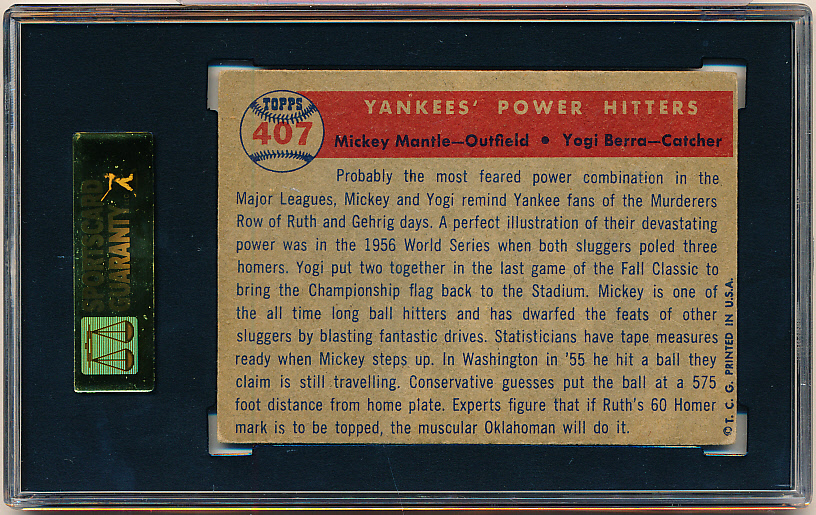 TOPPS
407
YANKEES' POWER HITTERS
Mickey Mantle—Outfield • Yogi Berra—Catcher
Probably the most feared power combination in the
Major Leagues, Mickey and Yogi remind Yankee fans of the Murderers
Row of Ruth and Gehrig days. A perfect illustration of their devastating
power was in the 1956 World Series when both sluggers poled three
homers. Yogi put two together in the last game of the Fall Classic to
bring the Championship flag back to the Stadium. Mickey is one of
the all time long ball hitters and has dwarfed the feats of other
sluggers by blasting fantastic drives. Statisticians have tape measures
ready when Mickey steps up. In Washington in '55 he hit a ball they
claim is still travelling. Conservative guesses put the ball at a 575
foot distance from home plate. Experts figure that if Ruth's 60 Homer
mark is to be topped, the muscular Oklahoman will do it.
© T. C. G. PRINTED IN U.S.A.
SPORTSCARD
GUARANTY